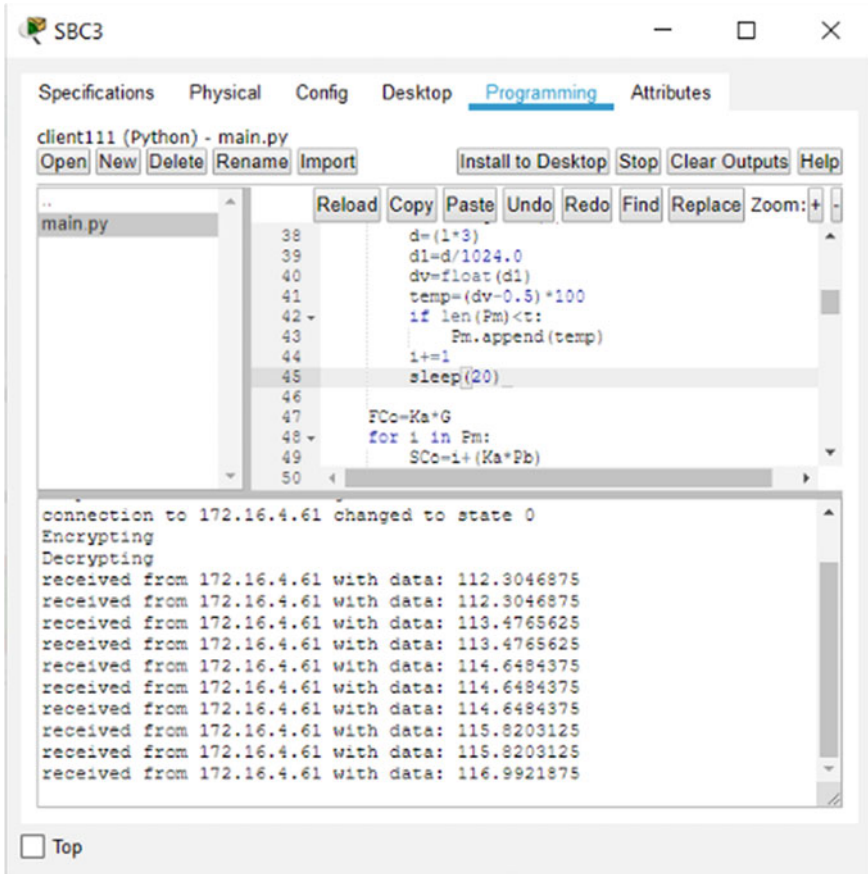 SBC3
Specifications Physical Config Desktop Programming Attributes
client111 (Python) - main.py
Open New Delete Rename Import Install to Desktop Stop Clear Outputs Help
Reload Copy Paste Undo Redo Find Replace Zoom: + -
..
main.py
38 d=(l*3)
39 d1=d/1024.0
40 dv=float(d1)
41 temp=(dv-0.5)*100
42 if len(Pm)<t:
43 Pm.append(temp)
44 i+=1
45 sleep(20)
46
47 FCo=Ka*G
48 for i in Pm:
49 SCo=i+(Ka*Pb)
50
connection to 172.16.4.61 changed to state 0
Encrypting
Decrypting
received from 172.16.4.61 with data: 112.3046875
received from 172.16.4.61 with data: 112.3046875
received from 172.16.4.61 with data: 113.4765625
received from 172.16.4.61 with data: 113.4765625
received from 172.16.4.61 with data: 114.6484375
received from 172.16.4.61 with data: 114.6484375
received from 172.16.4.61 with data: 114.6484375
received from 172.16.4.61 with data: 115.8203125
received from 172.16.4.61 with data: 115.8203125
received from 172.16.4.61 with data: 116.9921875
Top